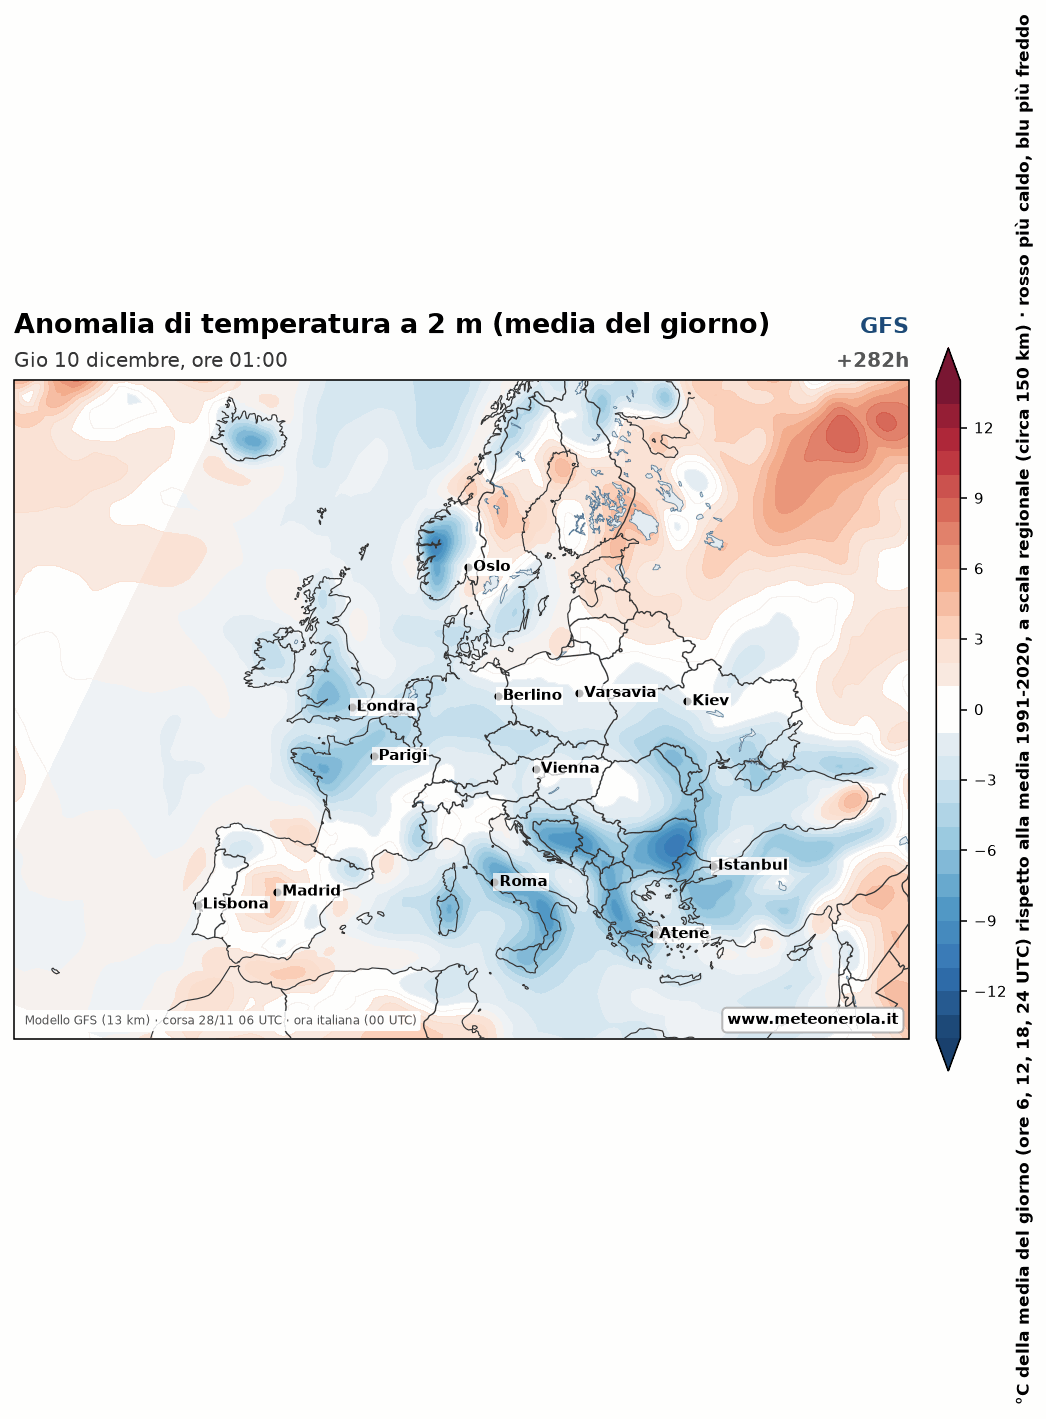 Anomalia di temperatura a 2 m (media del giorno)
GFS
Gio 10 dicembre, ore 01:00
+282h
Oslo
Berlino
Varsavia
Kiev
Londra
Parigi
Vienna
Istanbul
Roma
Madrid
Lisbona
Atene
Modello GFS (13 km) · corsa 28/11 06 UTC · ora italiana (00 UTC)
www.meteonerola.it
12
9
6
3
0
−3
−6
−9
−12
°C della media del giorno (ore 6, 12, 18, 24 UTC) rispetto alla media 1991-2020, a scala regionale (circa 150 km) · rosso più caldo, blu più freddo